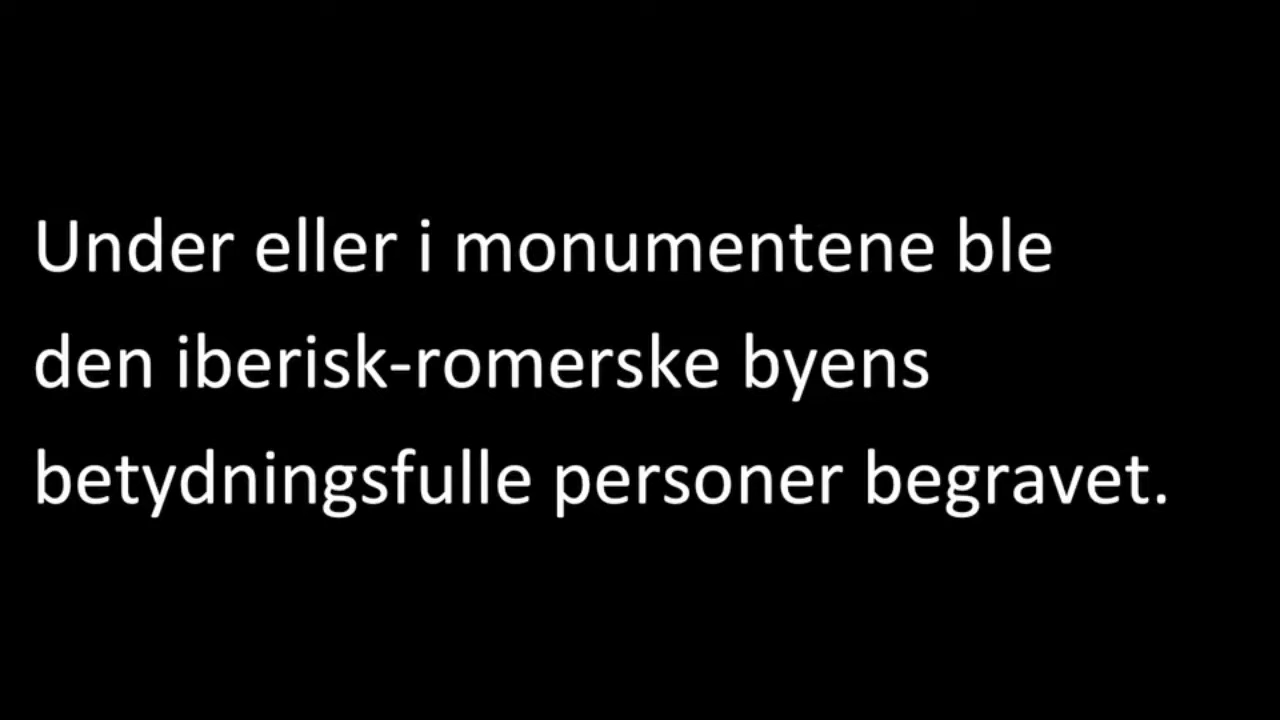 Under eller i monumentene ble
den iberisk-romerske byens
betydningsfulle personer begravet.